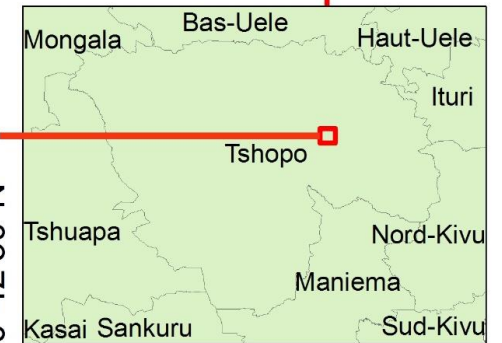 Bas-Uele
Mongala
Haut-Uele
Ituri
Tshopo
Tshuapa
Nord-Kivu
Maniema
Kasai Sankuru
Sud-Kivu